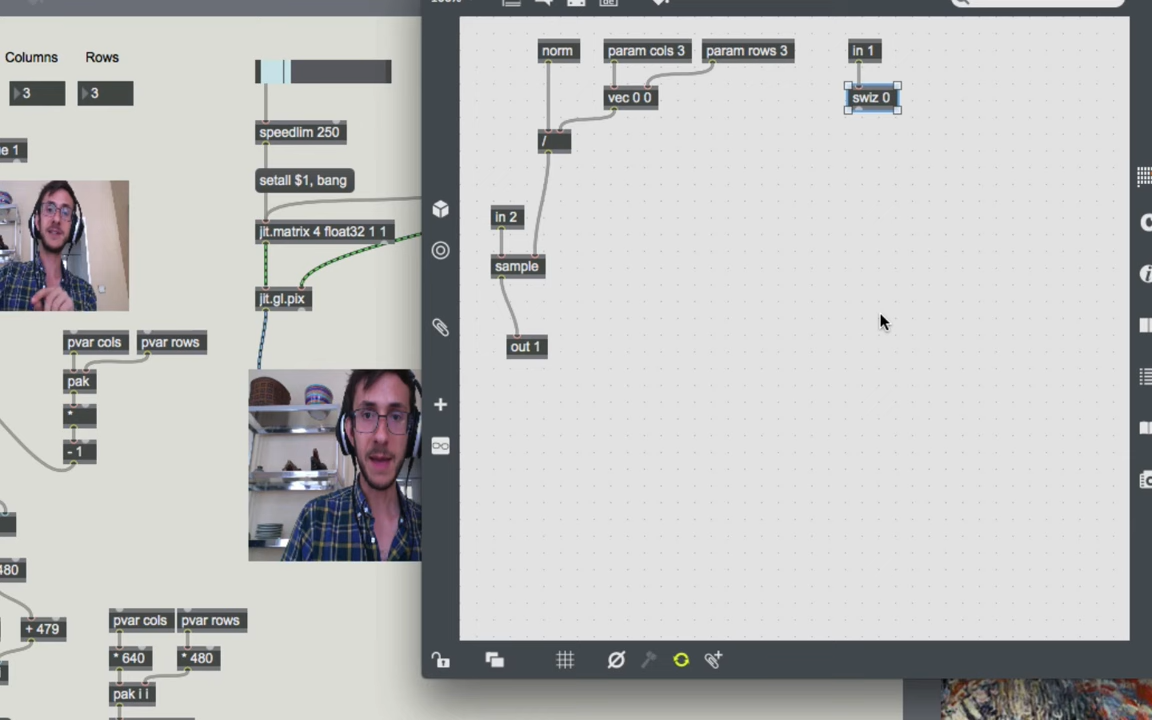 Columns
Rows
3
3
e 1
speedlim 250
setall $1, bang
jit.matrix 4 float32 1 1
jit.gl.pix
pvar cols
pvar rows
pak
*
- 1
480
+ 479
pvar cols
pvar rows
* 640
* 480
pak i i
norm
param cols 3
param rows 3
in 1
vec 0 0
swiz 0
/
in 2
sample
out 1